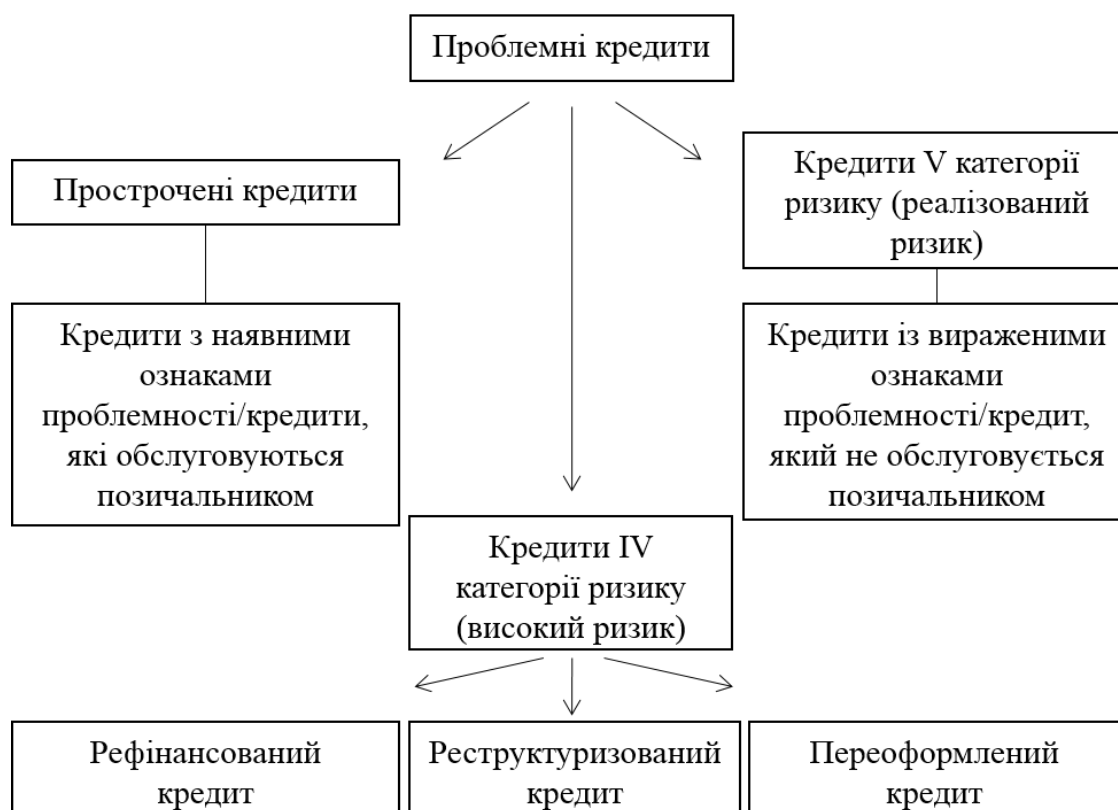 Проблемні кредити
Прострочені кредити
Кредити V категорії
ризику (реалізований
ризик)
Кредити з наявними
ознаками
проблемності/кредити,
які обслуговуються
позичальником
Кредити із вираженими
ознаками
проблемності/кредит,
який не обслуговується
позичальником
Кредити IV
категорії ризику
(високий ризик)
Рефінансований
кредит
Реструктуризований
кредит
Переоформлений
кредит